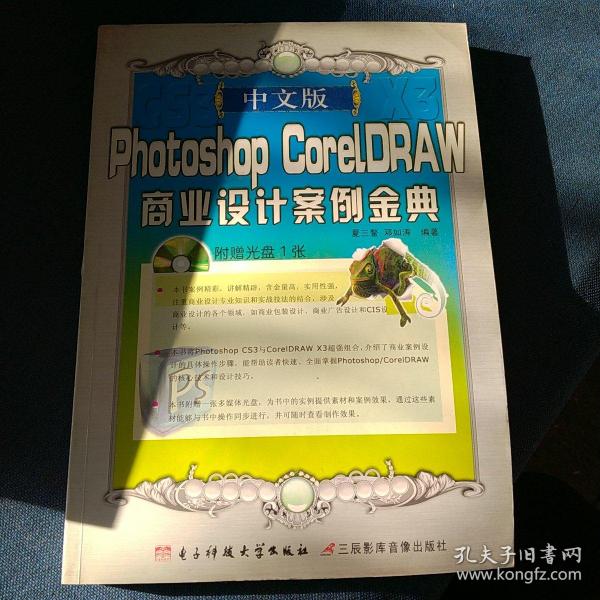 CS3 中文版 X3
Photoshop CorelDRAW
商业设计案例金典
夏三鳌 邓如涛 编著
附赠光盘1张
本书案例精彩，讲解精辟，含金量高，实用性强，
注重商业设计专业知识和实战技法的结合，涉及
商业设计的各个领域，如商业包装设计、商业广告设计和CIS设
计等。
本书将Photoshop CS3与CorelDRAW X3超强组合，介绍了商业案例设
计的具体操作步骤，能帮助读者快速、全面掌握Photoshop/CorelDRAW
的核心技术和设计技巧。
本书附赠一张多媒体光盘，为书中的实例提供素材和案例效果，通过这些素
材能够与书中操作同步进行，并可随时查看制作效果。
PS
电子科技大学出版社 三辰影库音像出版社
孔夫子旧书网
www.kongfz.com